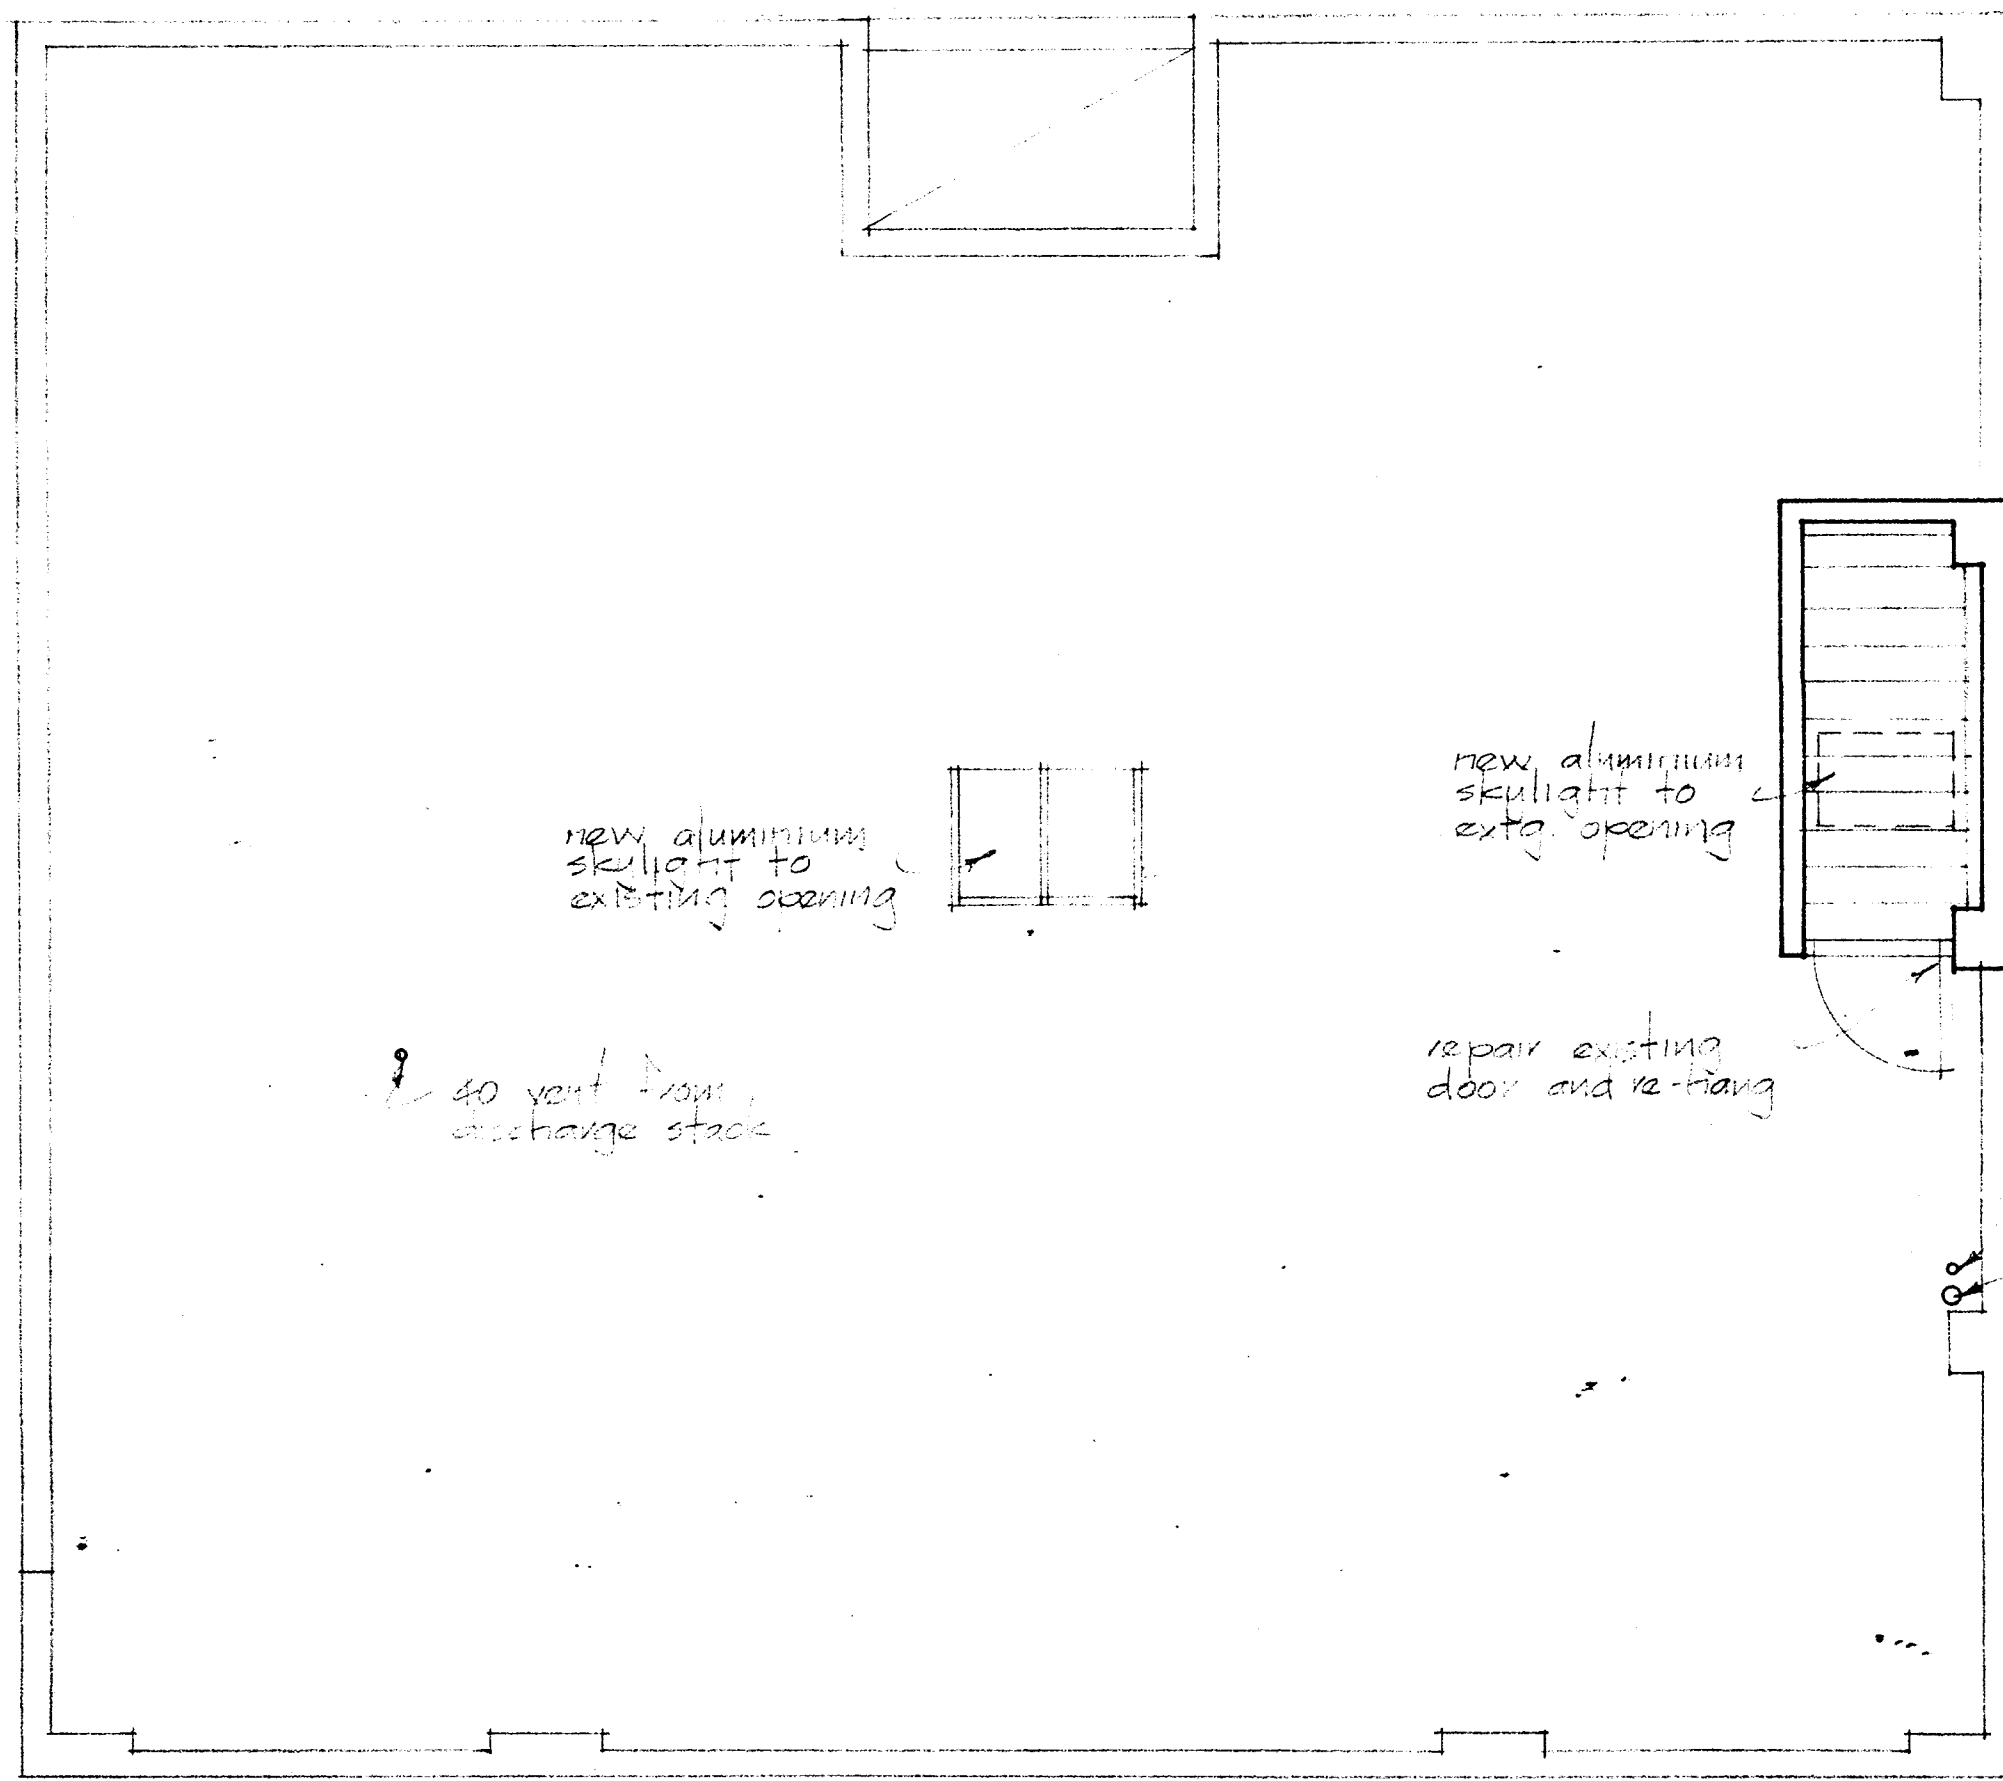 new aluminium
skylight to
extg. opening
new aluminium
skylight to
existing opening
repair existing
door and re-hang
40 vent from
discharge stack